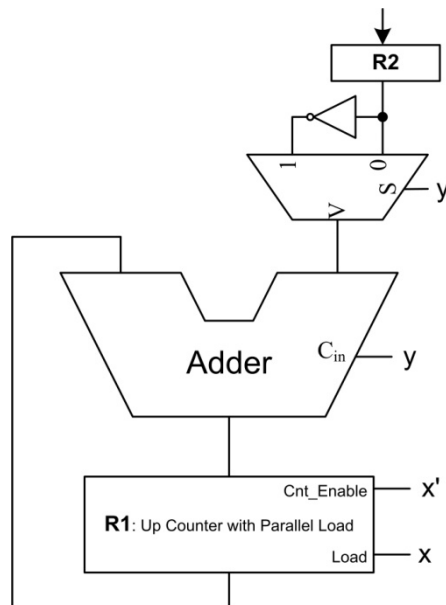 R2
1
0
S
y
V
Adder
Cin
y
Cnt_Enable
x'
R1: Up Counter with Parallel Load
Load
x